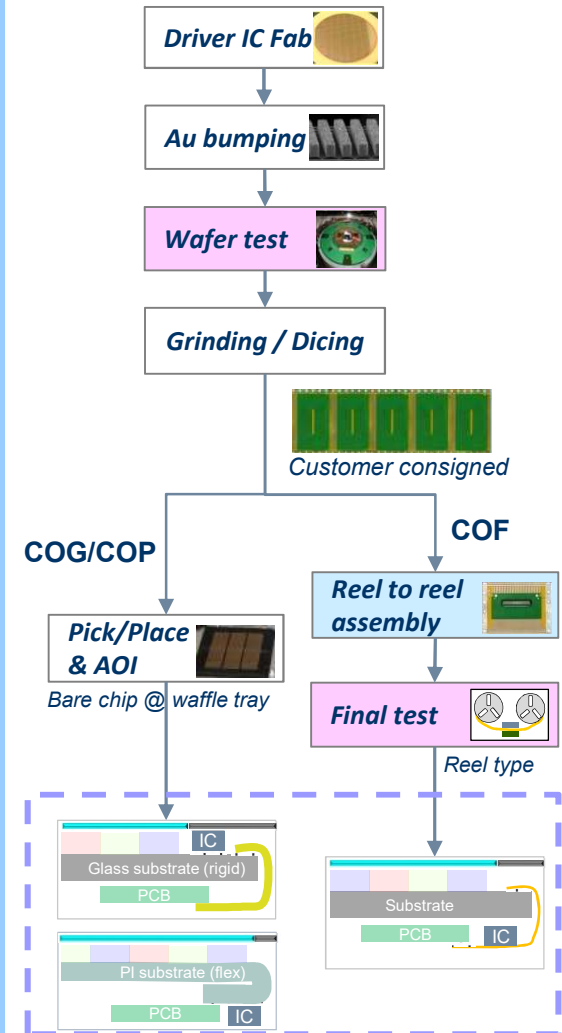 Driver IC Fab
Au bumping
Wafer test
Grinding / Dicing
Customer consigned
COG/COP
COF
Pick/Place
& AOI
Bare chip @ waffle tray
Reel to reel
assembly
Final test
Reel type
IC
Glass substrate (rigid)
PCB
PI substrate (flex)
PCB
IC
Substrate
PCB
IC